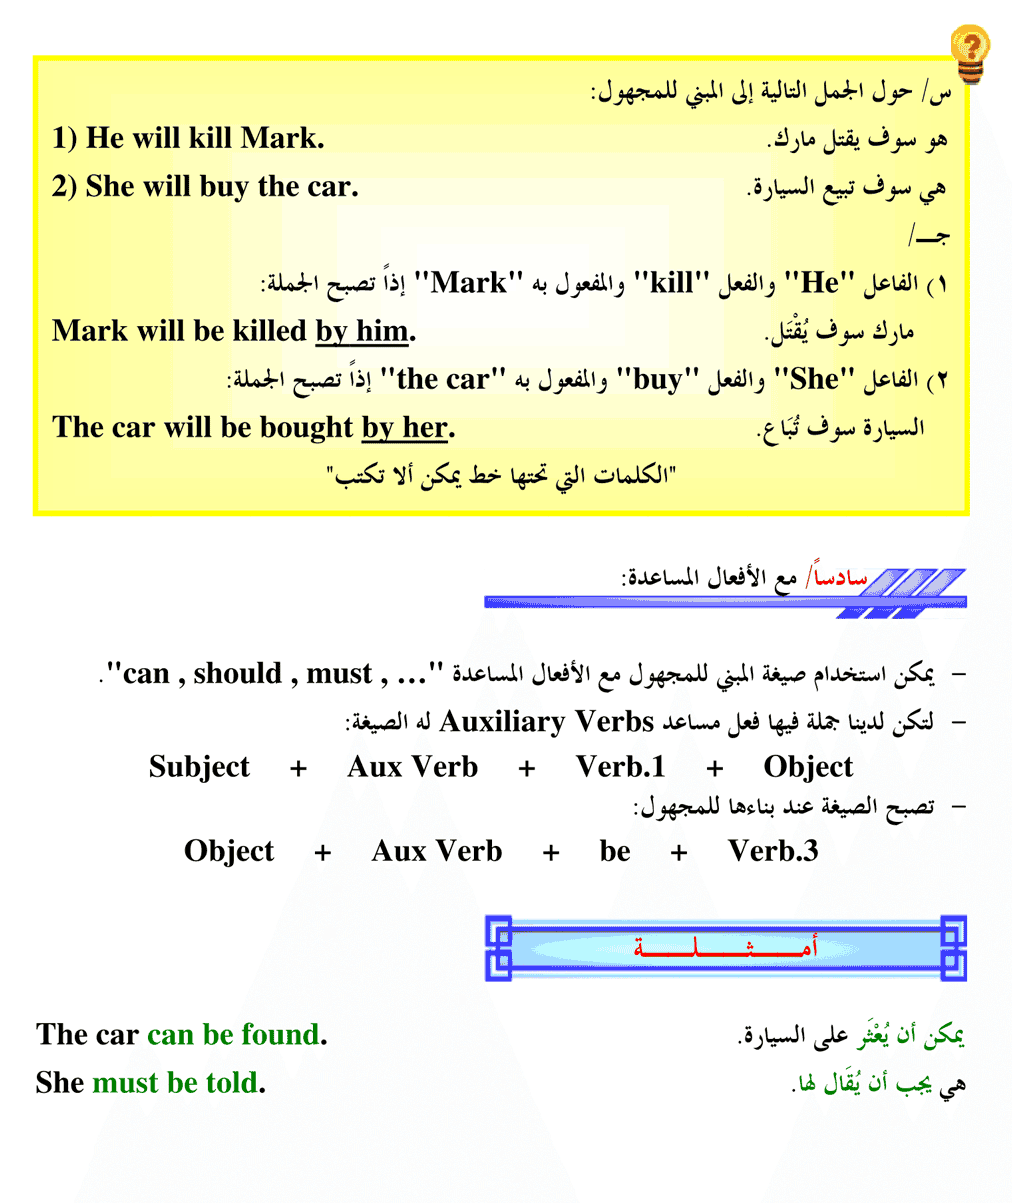 س/ حول الجمل التالية إلى المبني للمجهول:
1) He will kill Mark. هو سوف يقتل مارك.
2) She will buy the car. هي سوف تبيع السيارة.
جــ/
١) الفاعل "He" والفعل "kill" والمفعول به "Mark" إذاً تصبح الجملة:
Mark will be killed by him. مارك سوف يُقْتَل.
٢) الفاعل "She" والفعل "buy" والمفعول به "the car" إذاً تصبح الجملة:
The car will be bought by her. السيارة سوف تُبَاع.
"الكلمات التي تحتها خط يمكن ألا تكتب"
سادساً/ مع الأفعال المساعدة:
– يمكن استخدام صيغة المبني للمجهول مع الأفعال المساعدة "can , should , must , …".
– لتكن لدينا جملة فيها فعل مساعد Auxiliary Verbs له الصيغة:
Subject + Aux Verb + Verb.1 + Object
– تصبح الصيغة عند بناءها للمجهول:
Object + Aux Verb + be + Verb.3
أمـــثـــلـــة
The car can be found. يمكن أن يُعْثَر على السيارة.
She must be told. هي يجب أن يُقَال لها.